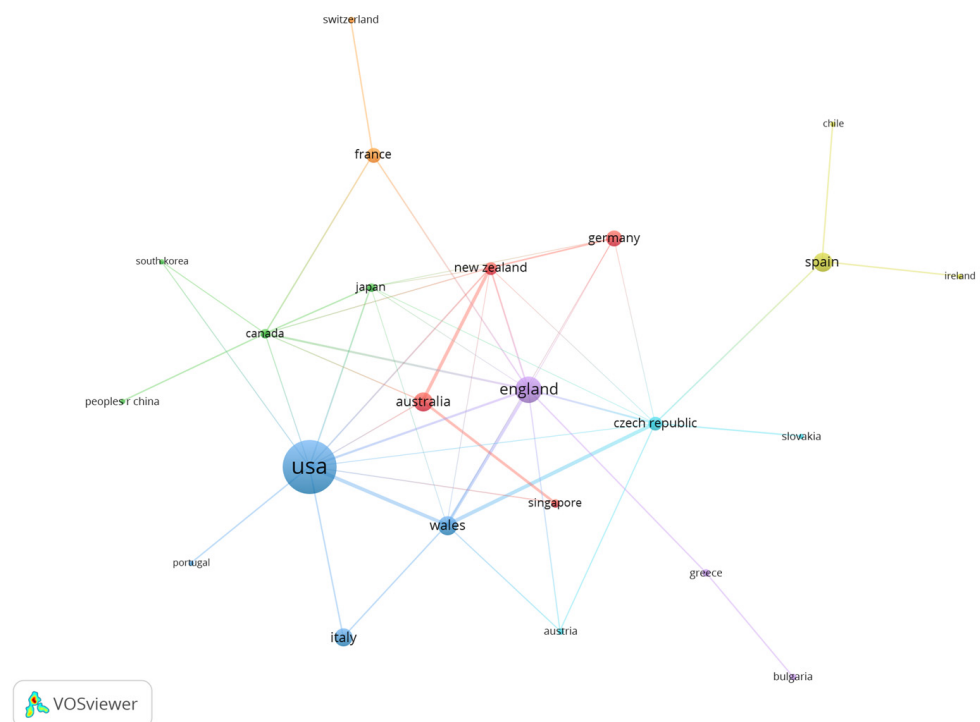 switzerland
chile
france
germany
south korea
new zealand
spain
ireland
japan
canada
england
peoples r china
australia
czech republic
slovakia
usa
singapore
wales
portugal
greece
austria
italy
bulgaria
VOSviewer